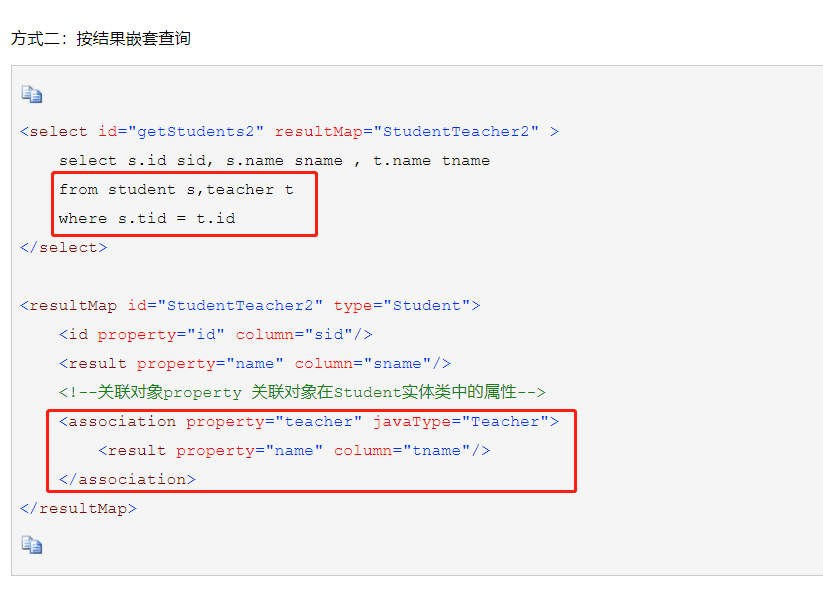 方式二：按结果嵌套查询
<select id="getStudents2" resultMap="StudentTeacher2" >
select s.id sid, s.name sname , t.name tname
from student s,teacher t
where s.tid = t.id
</select>
<resultMap id="StudentTeacher2" type="Student">
<id property="id" column="sid"/>
<result property="name" column="sname"/>
<!--关联对象property 关联对象在Student实体类中的属性-->
<association property="teacher" javaType="Teacher">
<result property="name" column="tname"/>
</association>
</resultMap>